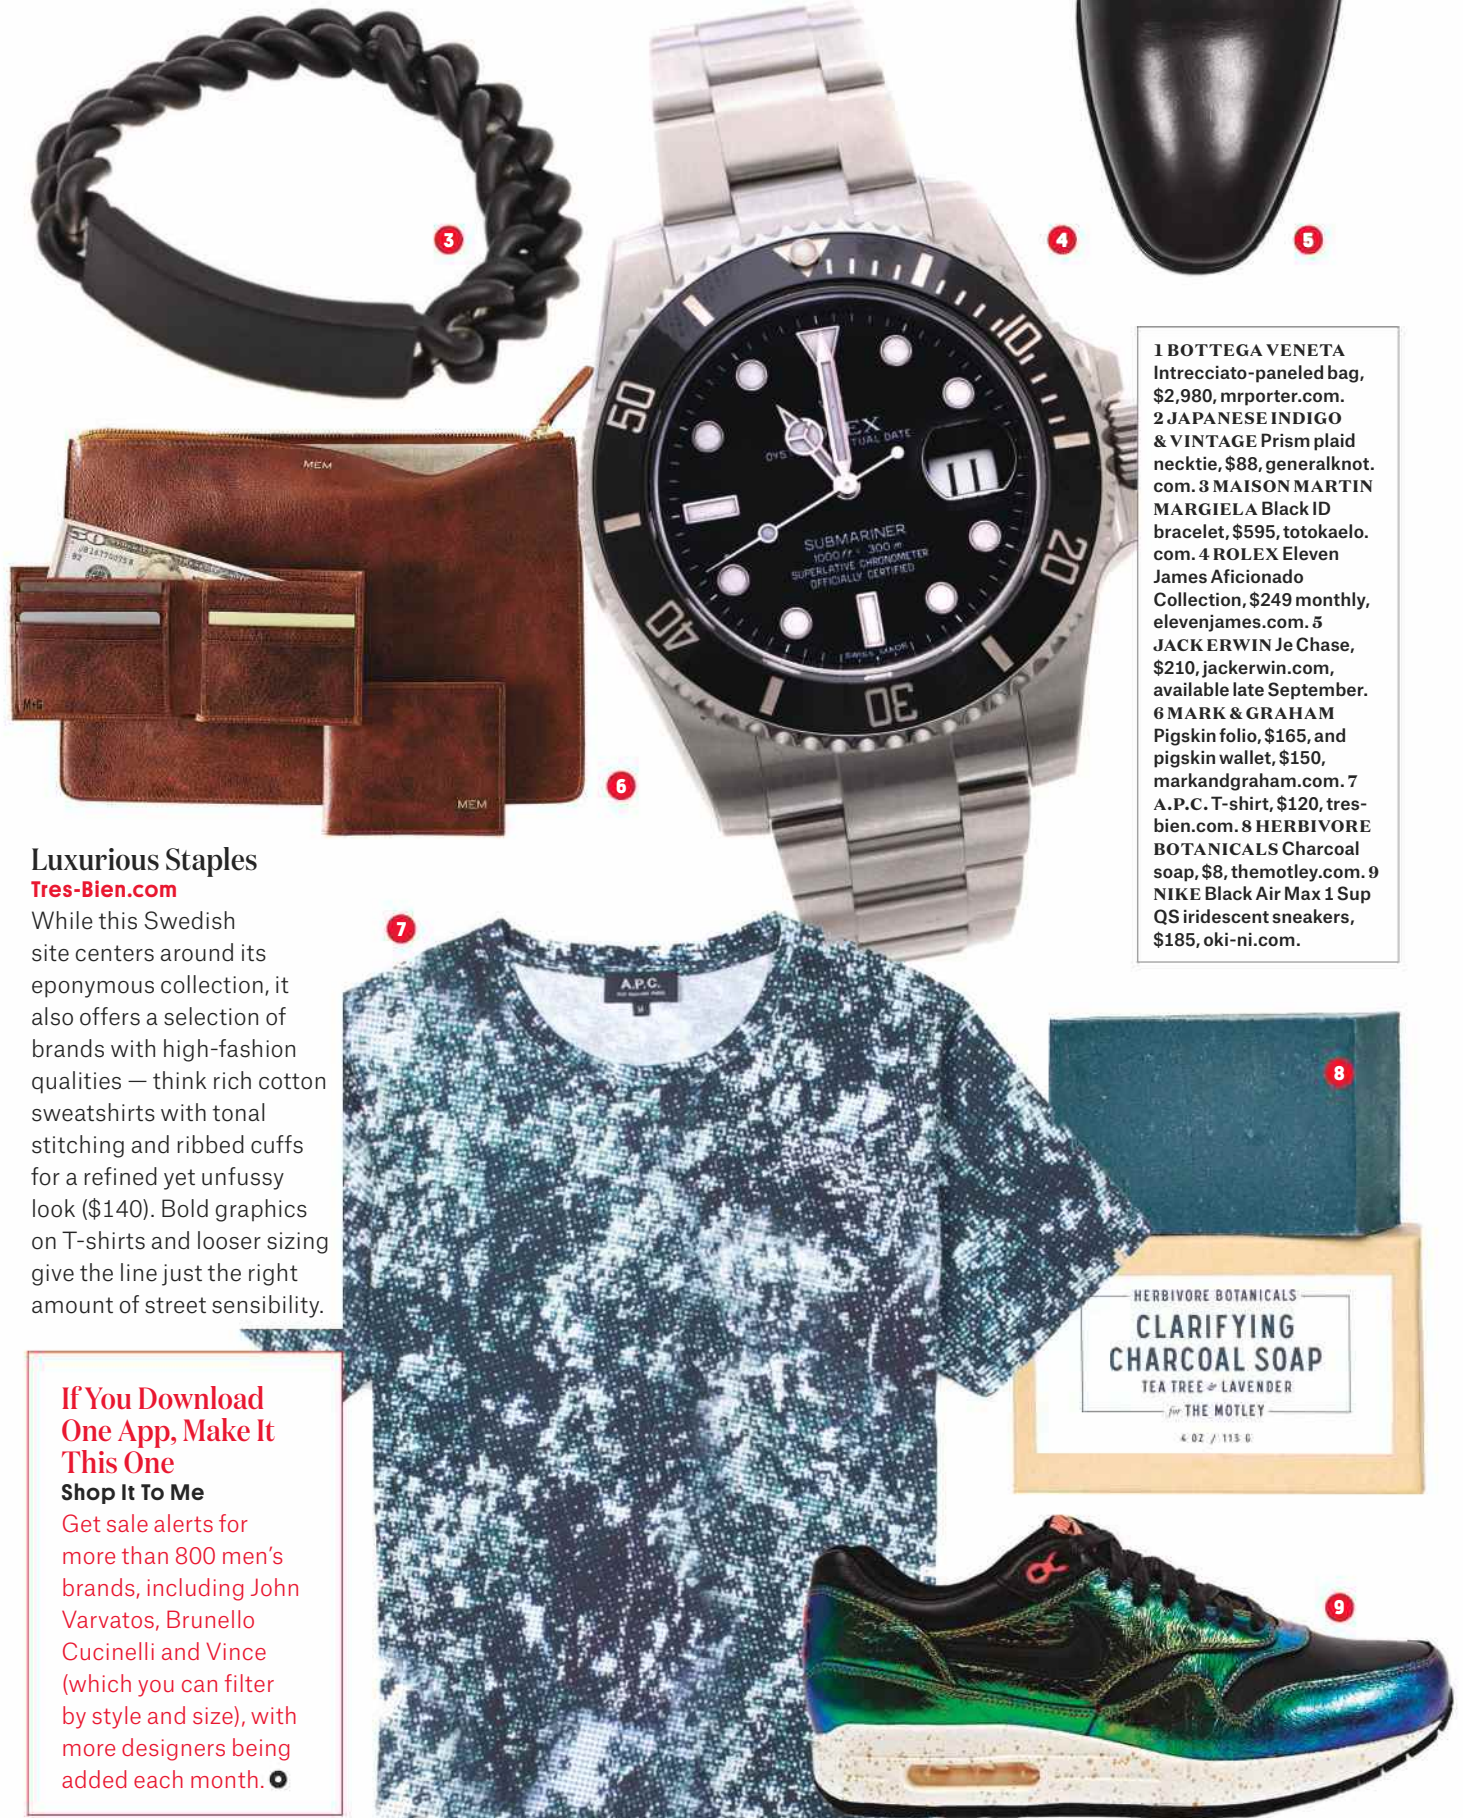 3
4
5
10
20
30
40
50
EX
TUAL DATE
OYS
11
SUBMARINER
1000 ft = 300 m
SUPERLATIVE CHRONOMETER
OFFICIALLY CERTIFIED
SWISS MADE
MEM
50
M+G
MEM
6
1 BOTTEGA VENETA
Intrecciato-paneled bag,
$2,980, mrporter.com.
2 JAPANESE INDIGO
& VINTAGE Prism plaid
necktie, $88, generalknot.
com. 3 MAISON MARTIN
MARGIELA Black ID
bracelet, $595, totokaelo.
com. 4 ROLEX Eleven
James Aficionado
Collection, $249 monthly,
elevenjames.com. 5
JACK ERWIN Je Chase,
$210, jackerwin.com,
available late September.
6 MARK & GRAHAM
Pigskin folio, $165, and
pigskin wallet, $150,
markandgraham.com. 7
A.P.C. T-shirt, $120, tres-
bien.com. 8 HERBIVORE
BOTANICALS Charcoal
soap, $8, themotley.com. 9
NIKE Black Air Max 1 Sup
QS iridescent sneakers,
$185, oki-ni.com.
Luxurious Staples
Tres-Bien.com
While this Swedish
site centers around its
eponymous collection, it
also offers a selection of
brands with high-fashion
qualities — think rich cotton
sweatshirts with tonal
stitching and ribbed cuffs
for a refined yet unfussy
look ($140). Bold graphics
on T-shirts and looser sizing
give the line just the right
amount of street sensibility.
7
A.P.C.
M
8
HERBIVORE BOTANICALS
CLARIFYING
CHARCOAL SOAP
TEA TREE & LAVENDER
for THE MOTLEY
4 OZ / 113 G
If You Download
One App, Make It
This One
Shop It To Me
Get sale alerts for
more than 800 men's
brands, including John
Varvatos, Brunello
Cucinelli and Vince
(which you can filter
by style and size), with
more designers being
added each month.
9